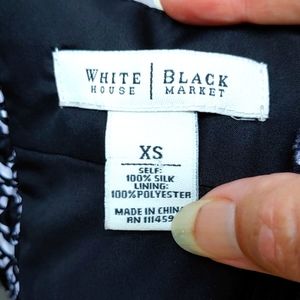 WHITE | BLACK
HOUSE | MARKET
XS
SELF:
100% SILK
LINING:
100% POLYESTER
MADE IN CHINA
RN 111459